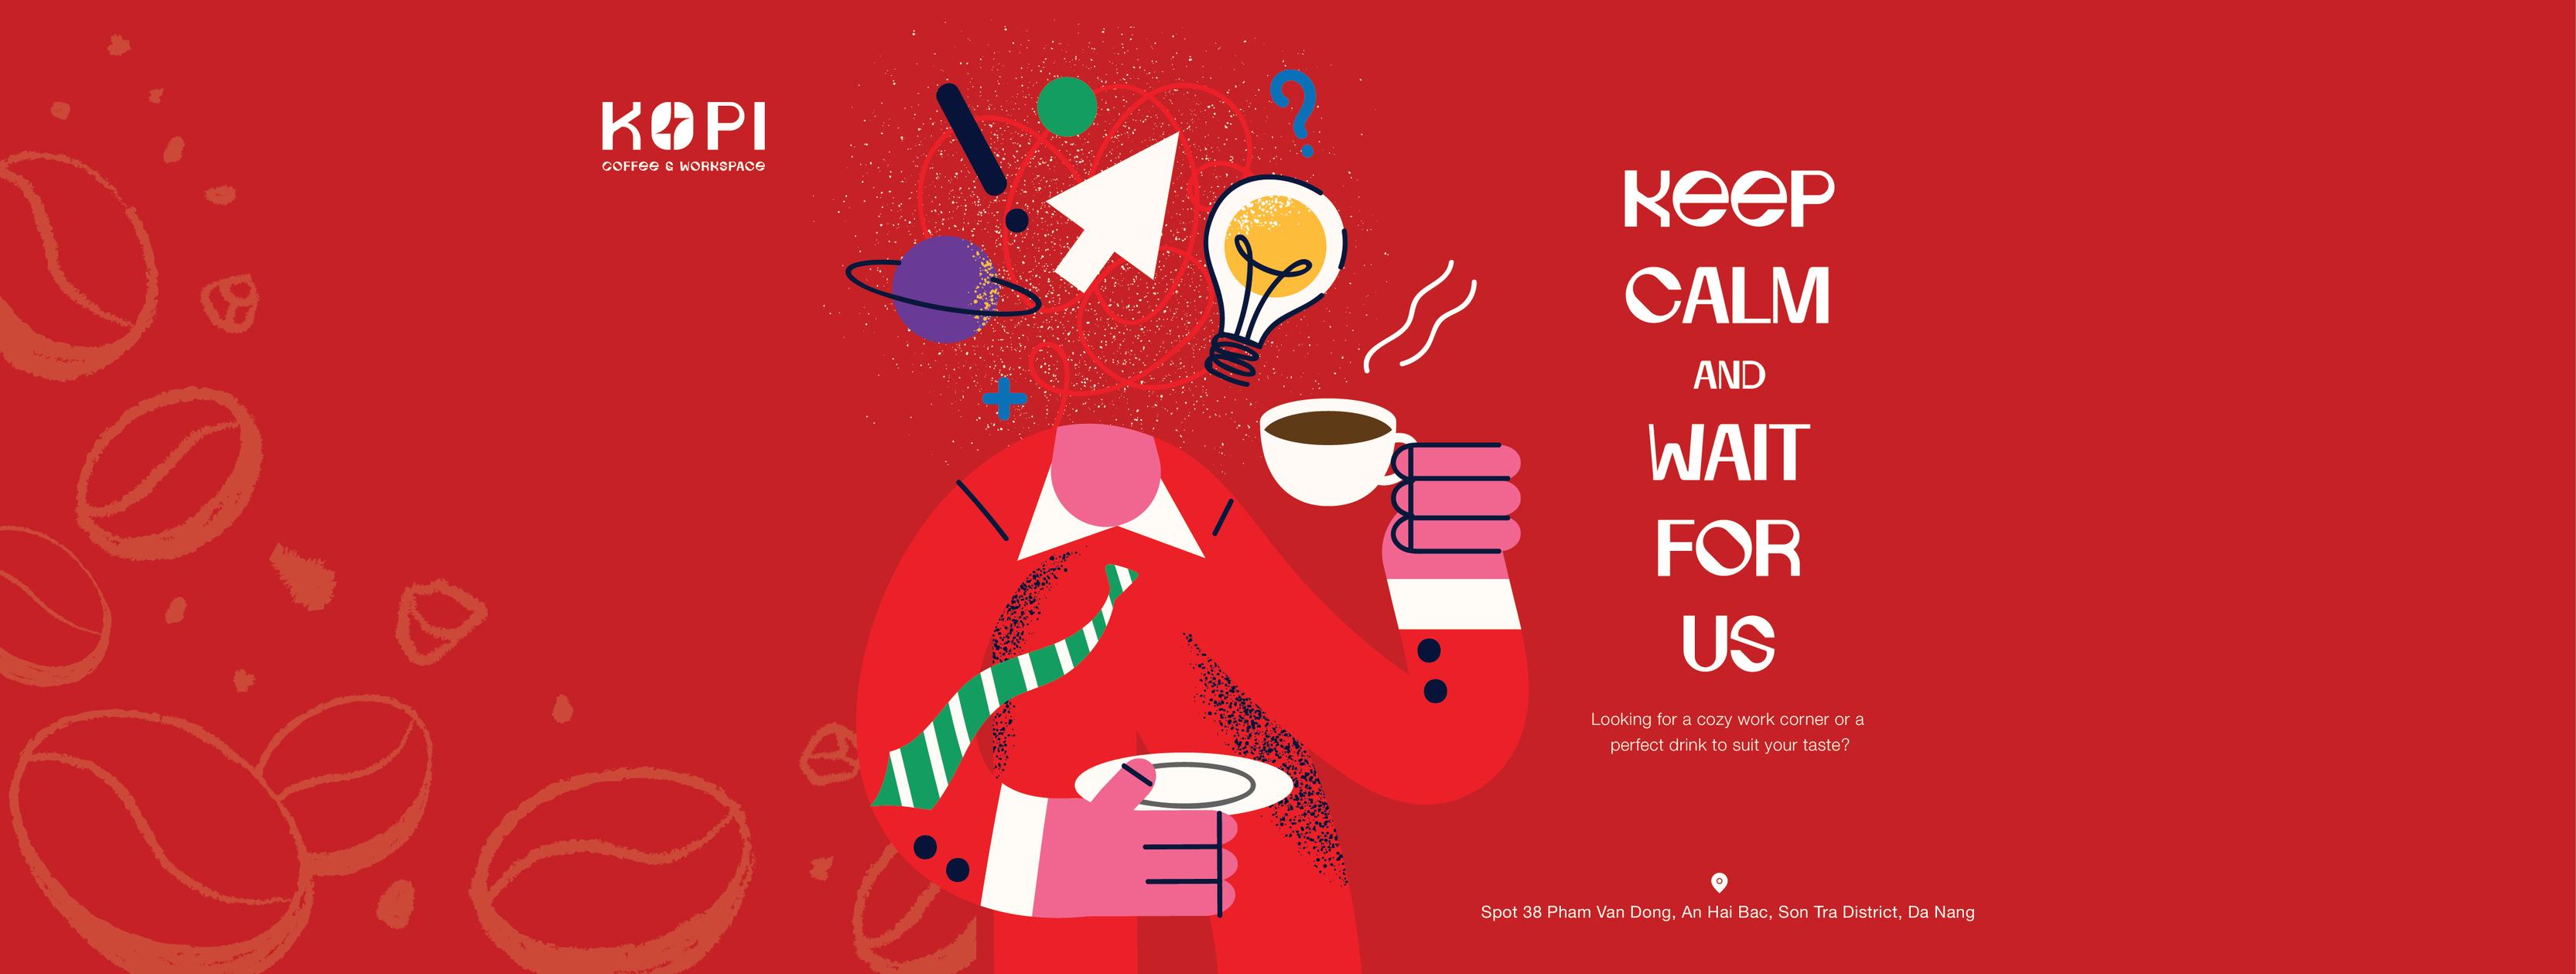 KOPI
COFFEE & WORKSPACE
KEEP
CALM
AND
WAIT
FOR
US
Looking for a cozy work corner or a
perfect drink to suit your taste?
Spot 38 Pham Van Dong, An Hai Bac, Son Tra District, Da Nang